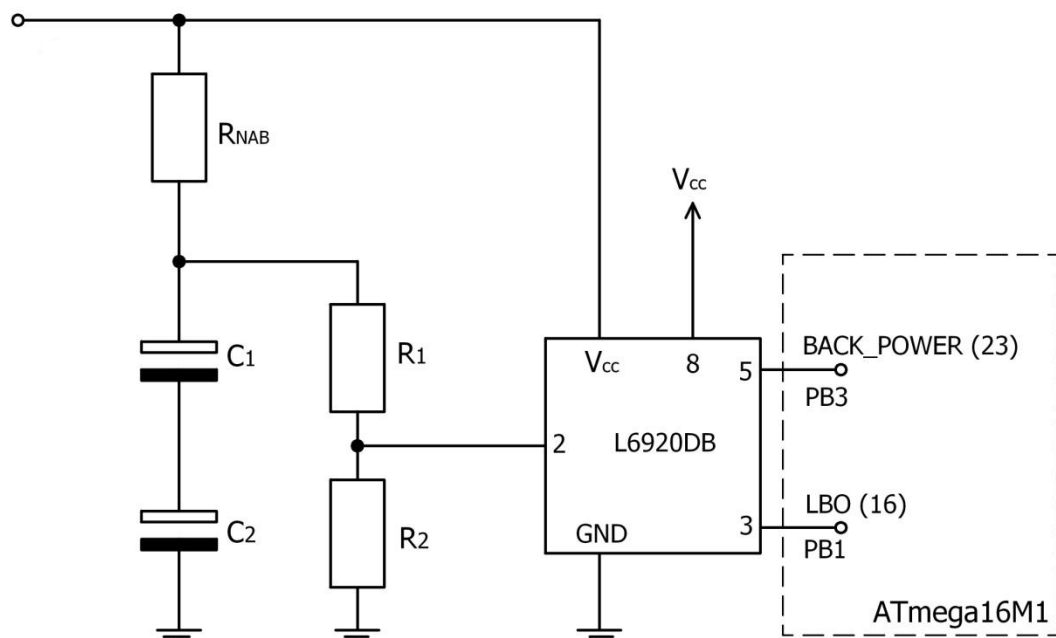 RNAB
Vcc
C1
R1
Vcc
8
5
BACK_POWER (23)
PB3
2
L6920DB
C2
R2
GND
3
LBO (16)
PB1
ATmega16M1